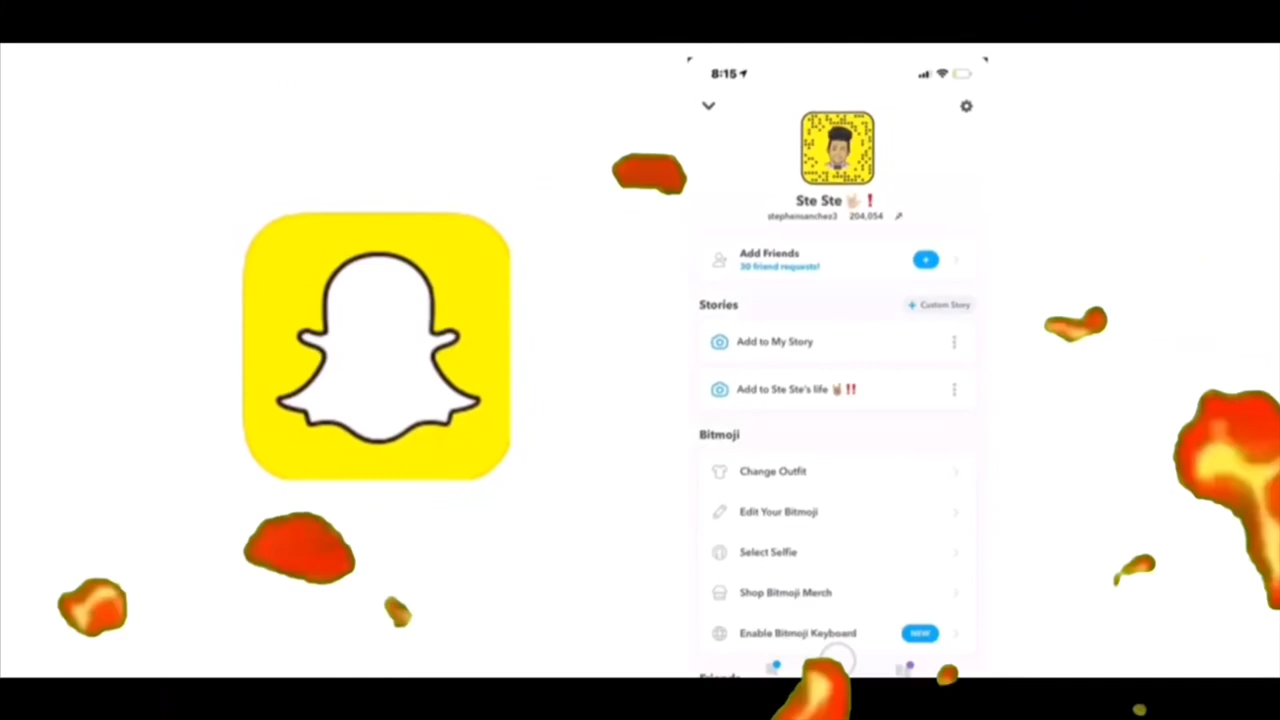 8:15
Ste Ste 🤟🏻❗
stephensanchez3 204,054
Add Friends
30 friend requests!
+
Stories
+ Custom Story
Add to My Story
Add to Ste Ste's life 🤟🏽‼️
Bitmoji
Change Outfit
Edit Your Bitmoji
Select Selfie
Shop Bitmoji Merch
Enable Bitmoji Keyboard
NEW
Friends